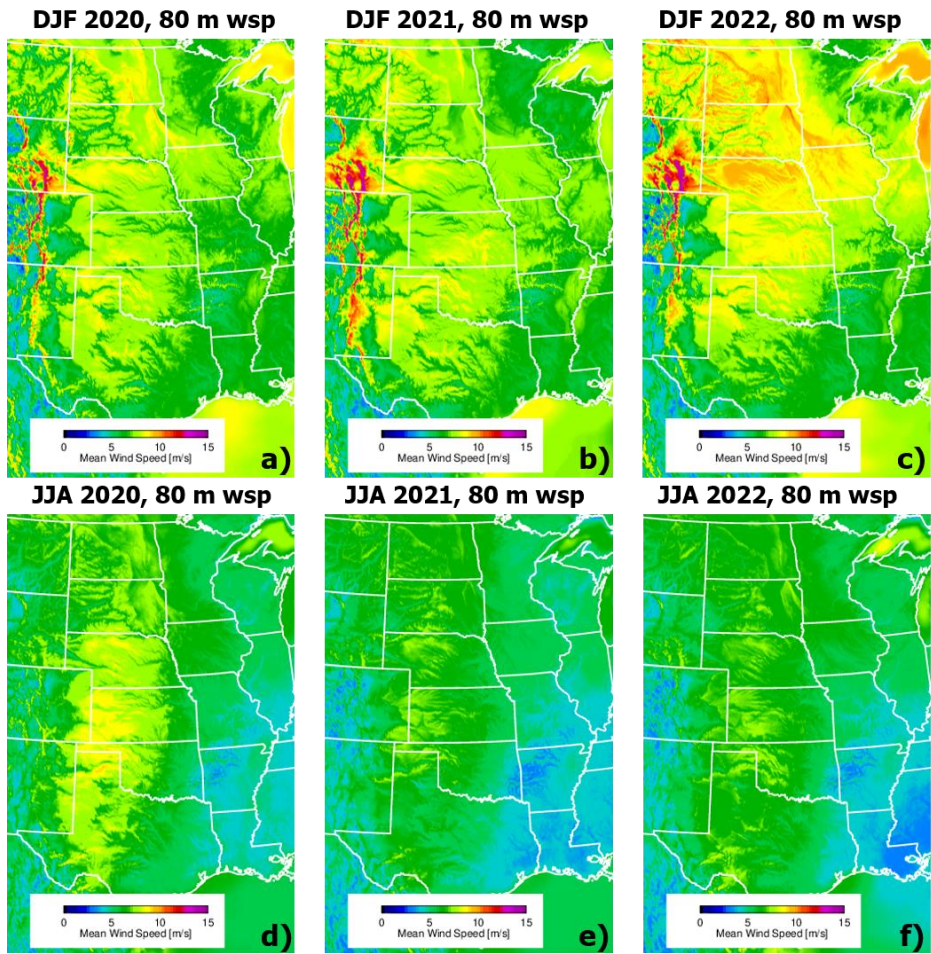 DJF 2020, 80 m wsp
DJF 2021, 80 m wsp
DJF 2022, 80 m wsp
0 5 10 15
Mean Wind Speed [m/s]
a)
0 5 10 15
Mean Wind Speed [m/s]
b)
0 5 10 15
Mean Wind Speed [m/s]
c)
JJA 2020, 80 m wsp
JJA 2021, 80 m wsp
JJA 2022, 80 m wsp
0 5 10 15
Mean Wind Speed [m/s]
d)
0 5 10 15
Mean Wind Speed [m/s]
e)
0 5 10 15
Mean Wind Speed [m/s]
f)